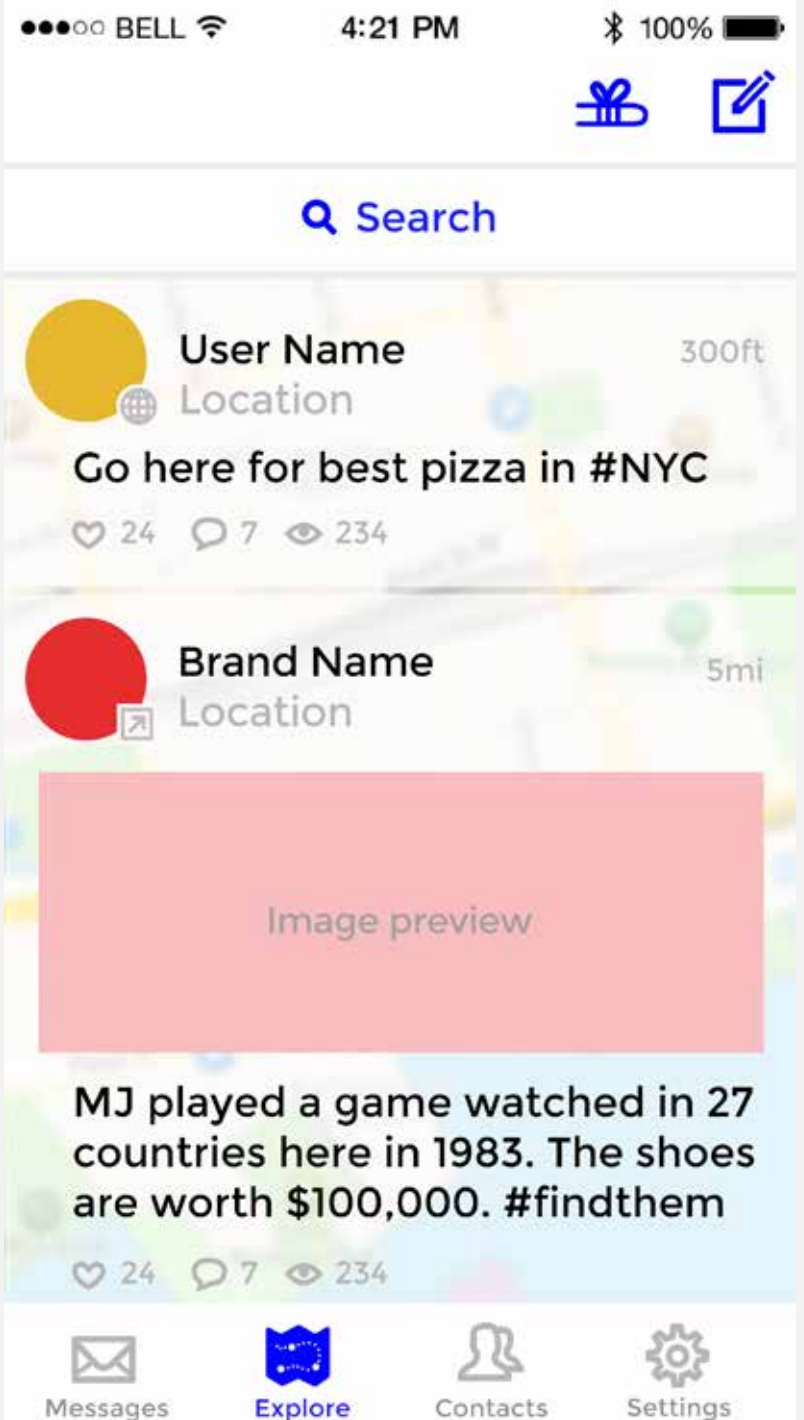 BELL 4:21 PM 100%
Search
User Name 300ft
Location
Go here for best pizza in #NYC
24 7 234
Brand Name 5mi
Location
Image preview
MJ played a game watched in 27
countries here in 1983. The shoes
are worth $100,000. #findthem
24 7 234
Messages Explore Contacts Settings